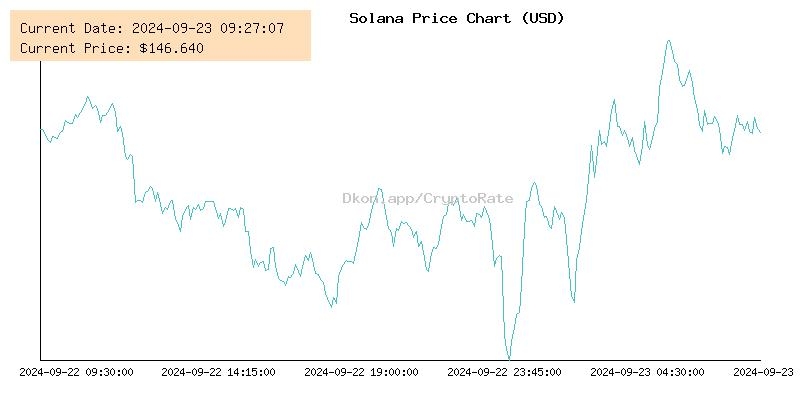 Solana Price Chart (USD)
Current Date: 2024-09-23 09:27:07
Current Price: $146.640
Dkon.app/CryptoRate
2024-09-22 09:30:00
2024-09-22 14:15:00
2024-09-22 19:00:00
2024-09-22 23:45:00
2024-09-23 04:30:00
2024-09-23